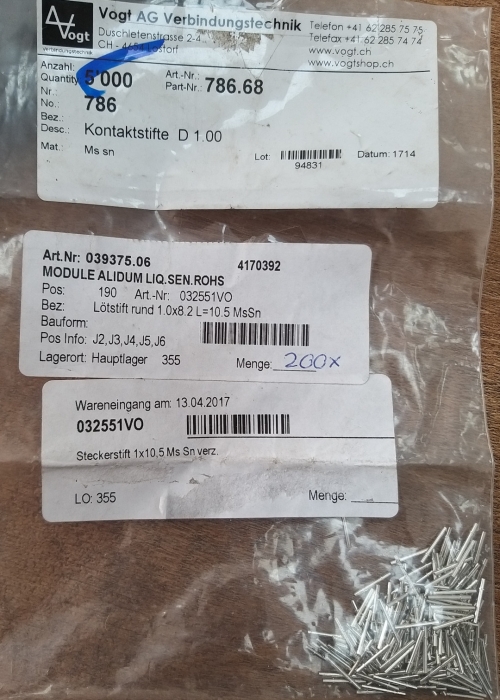 Vogt AG Verbindungstechnik
Telefon +41 62 285 75 75
Duschletenstrasse 2-4
Telefax +41 62 285 74 74
CH - 4654 Lostorf
www.vogt.ch
www.vogtshop.ch
Vogt
verbindungstechnik
Anzahl:
Quantity 5'000
Art.-Nr.:
Part-Nr.: 786.68
Nr.:
No.: 786
Bez.:
Desc.: Kontaktstifte D 1.00
Mat.: Ms sn
Lot: 94831
Datum: 1714
Art.Nr: 039375.06
4170392
MODULE ALIDUM LIQ.SEN.ROHS
Pos: 190 Art.-Nr: 032551VO
Bez: Lötstift rund 1.0x8.2 L=10.5 MsSn
Bauform:
Pos Info: J2,J3,J4,J5,J6
Lagerort: Hauptlager 355
Menge: 200x
Wareneingang am: 13.04.2017
032551VO
Steckerstift 1x10,5 Ms Sn verz.
LO: 355
Menge: